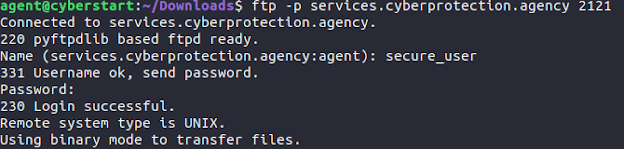 agent@cyberstart:~/Downloads$ ftp -p services.cyberprotection.agency 2121
Connected to services.cyberprotection.agency.
220 pyftpdlib based ftpd ready.
Name (services.cyberprotection.agency:agent): secure_user
331 Username ok, send password.
Password:
230 Login successful.
Remote system type is UNIX.
Using binary mode to transfer files.